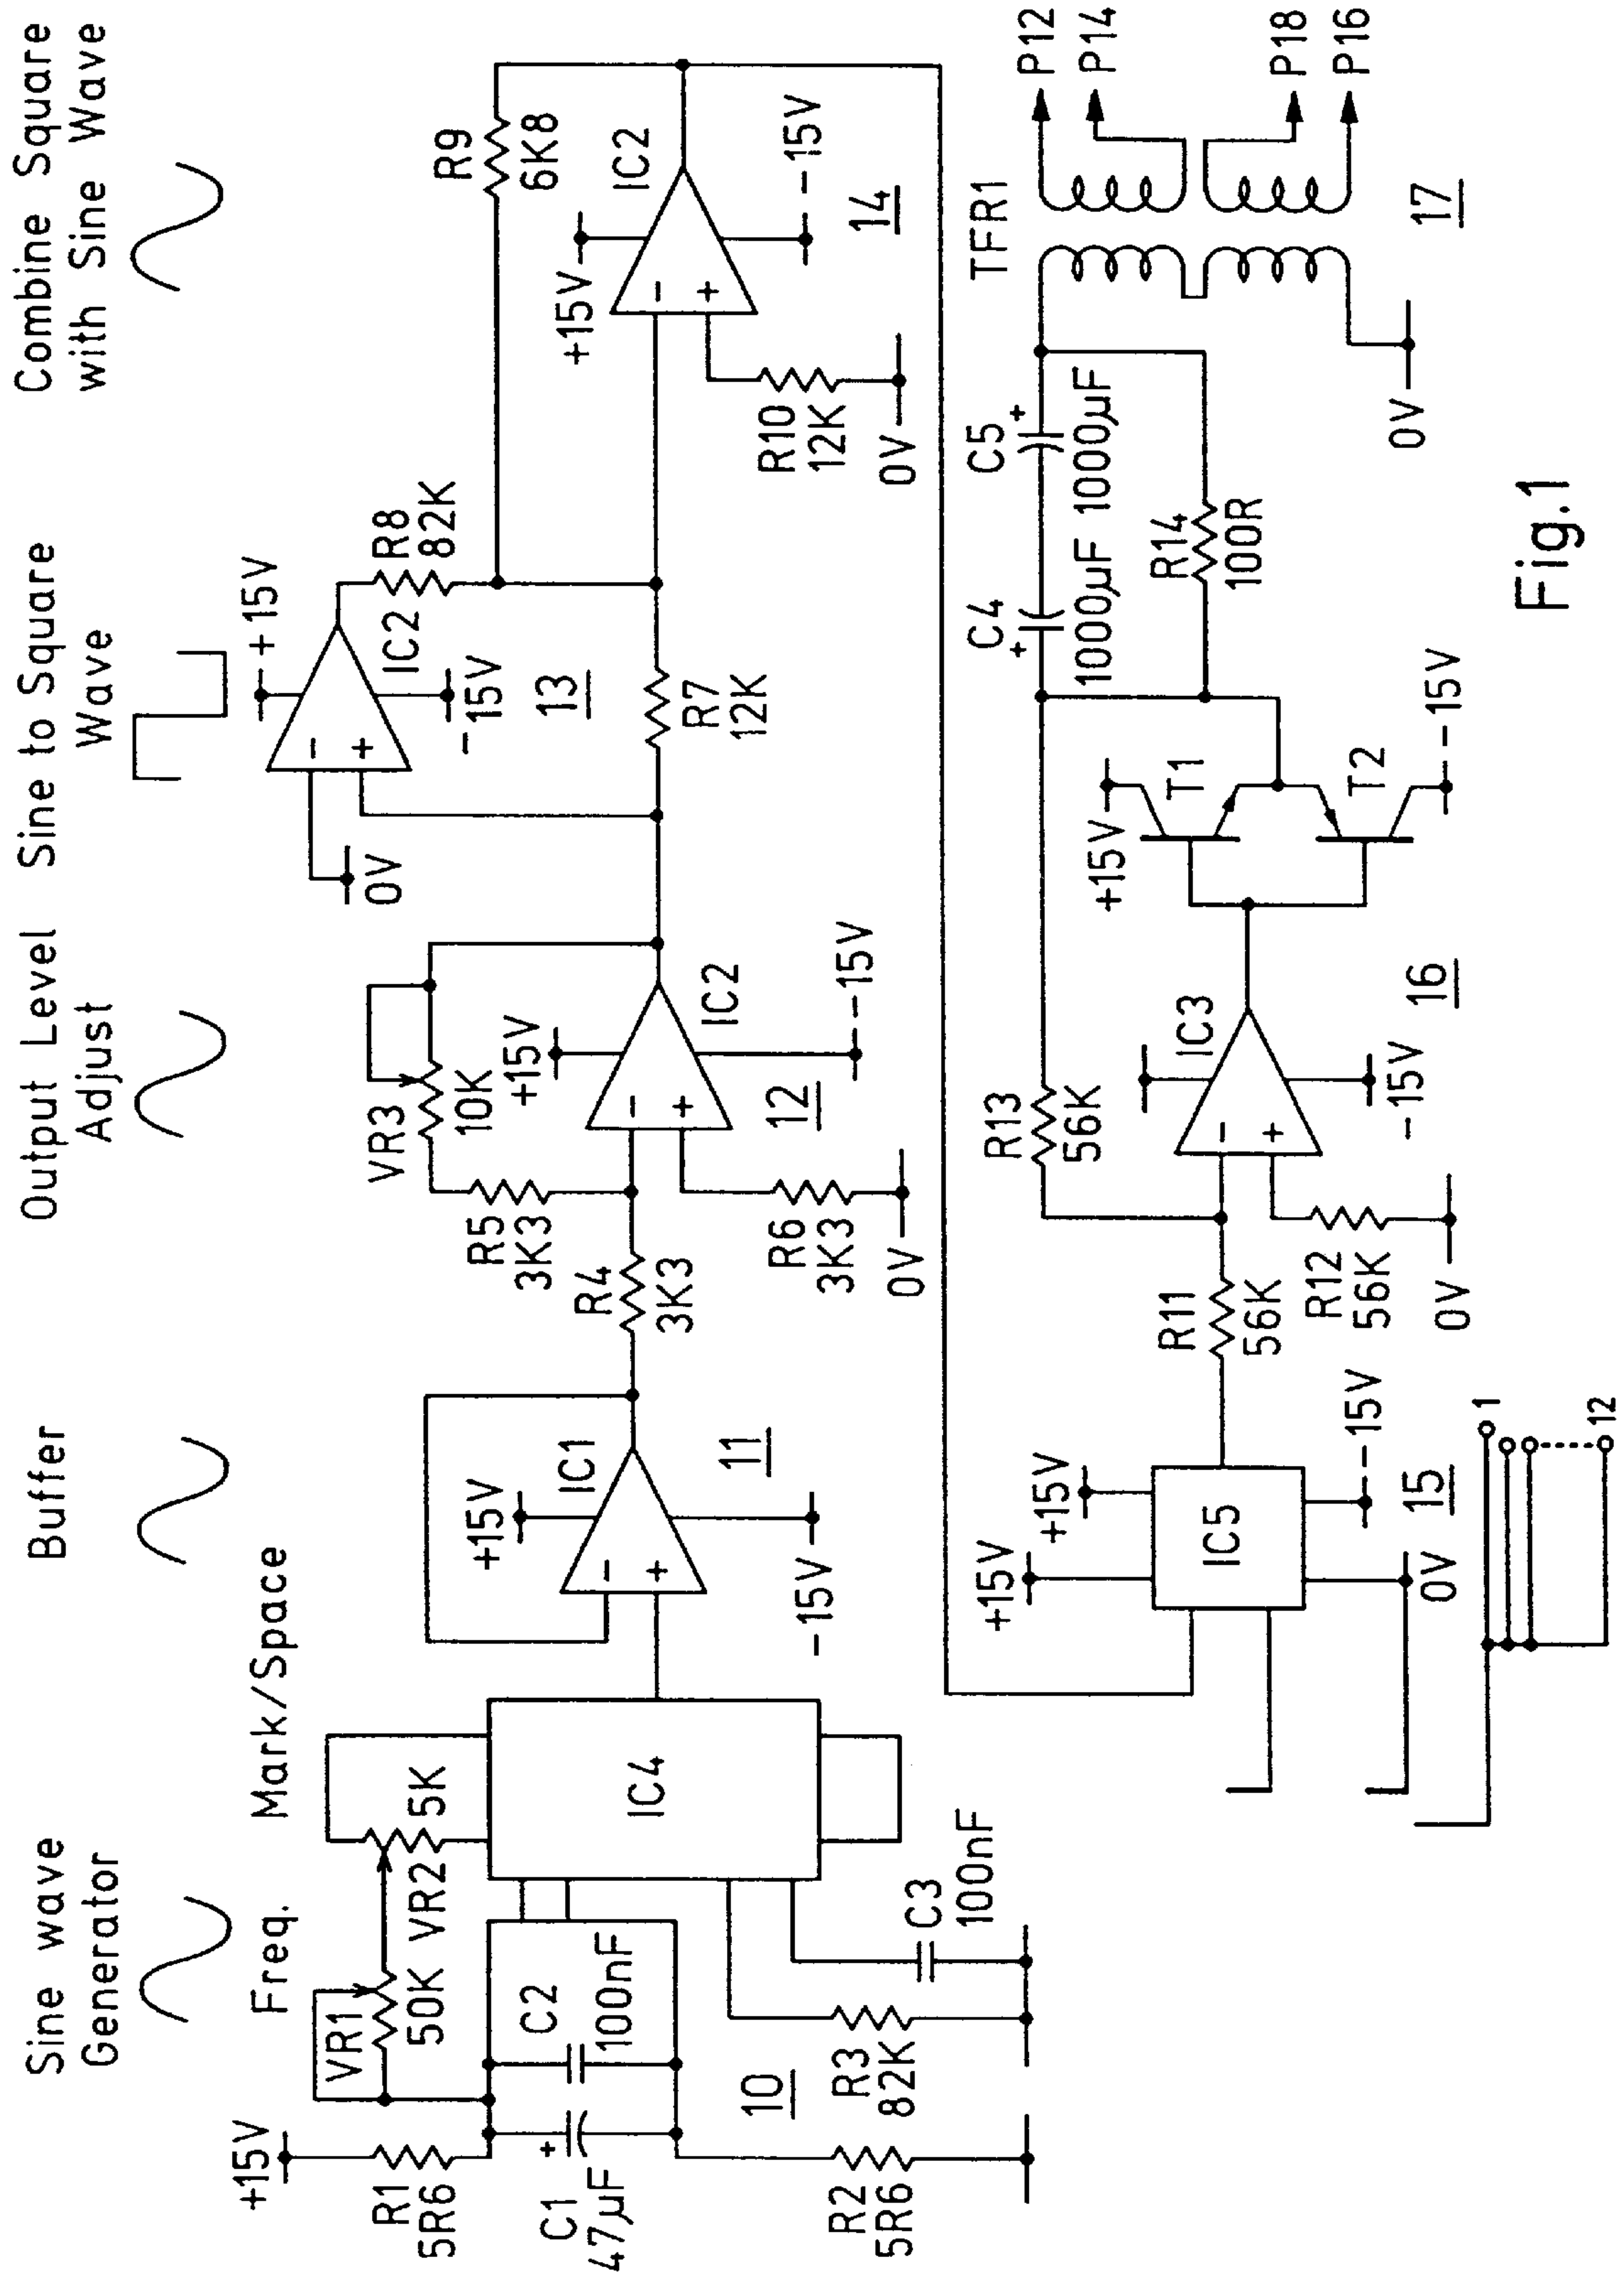 Sine wave
Generator
Buffer
Output Level
Adjust
Sine to Square
Wave
Combine Square
with Sine Wave
Freq.
Mark/Space
+15V
R1
5R6
VR1
50K
VR2
5K
C1
+
47µF
C2
100nF
10
R2
5R6
R3
82K
C3
100nF
IC4
+15V
IC1
-
+
11
-15V
R4
3K3
R5
3K3
VR3
10K
+15V
IC2
-
+
12
-15V
R6
3K3
0V
0V
-
+
+15V
IC2
-15V
13
R8
82K
R7
12K
R9
6K8
+15V
IC2
-
+
-15V
14
R10
12K
0V
+15V
+15V
IC5
-15V
15
0V
1
12
R11
56K
R12
56K
0V
R13
56K
IC3
-
+
16
-15V
+15V
T1
T2
-15V
C4
+
1000µF
C5
+
1000µF
R14
100R
TFR1
0V
17
P12
P14
P18
P16
Fig.1